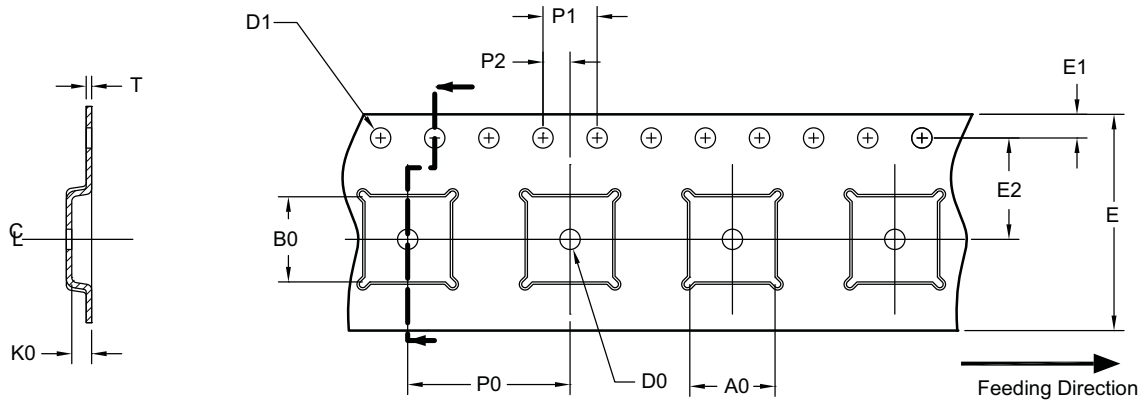 P1
D1
P2
E1
T
E2
E
C
L
B0
K0
P0
D0
A0
Feeding Direction